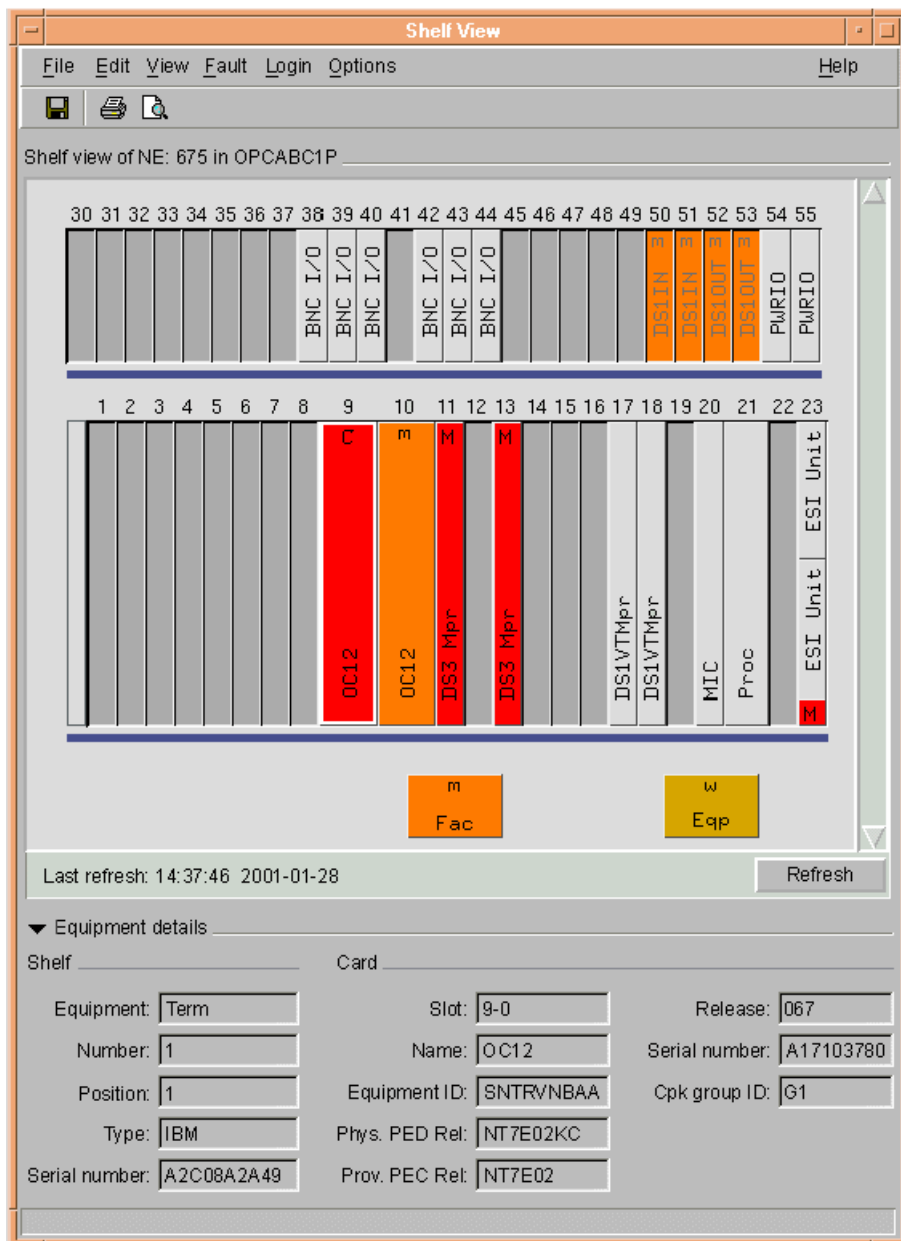 Shelf View
File Edit View Fault Login Options Help
Shelf view of NE: 675 in OPCABC1P
30 31 32 33 34 35 36 37 38 39 40 41 42 43 44 45 46 47 48 49 50 51 52 53 54 55
BNC I/O BNC I/O BNC I/O BNC I/O BNC I/O BNC I/O DS1IN m DS1IN m DS1OUT m DS1OUT m PWRIO PWRIO
1 2 3 4 5 6 7 8 9 10 11 12 13 14 15 16 17 18 19 20 21 22 23
C m M M
OC12 OC12 DS3 Mpr DS3 Mpr DS1VTMpr DS1VTMpr MIC Proc ESI Unit ESI Unit
M
m w
Fac Eqp
Last refresh: 14:37:46 2001-01-28 Refresh
Equipment details
Shelf Card
Equipment: Term Slot: 9-0 Release: 067
Number: 1 Name: OC12 Serial number: A17103780
Position: 1 Equipment ID: SNTRVNBAA Cpk group ID: G1
Type: IBM Phys. PED Rel: NT7E02KC
Serial number: A2C08A2A49 Prov. PEC Rel: NT7E02